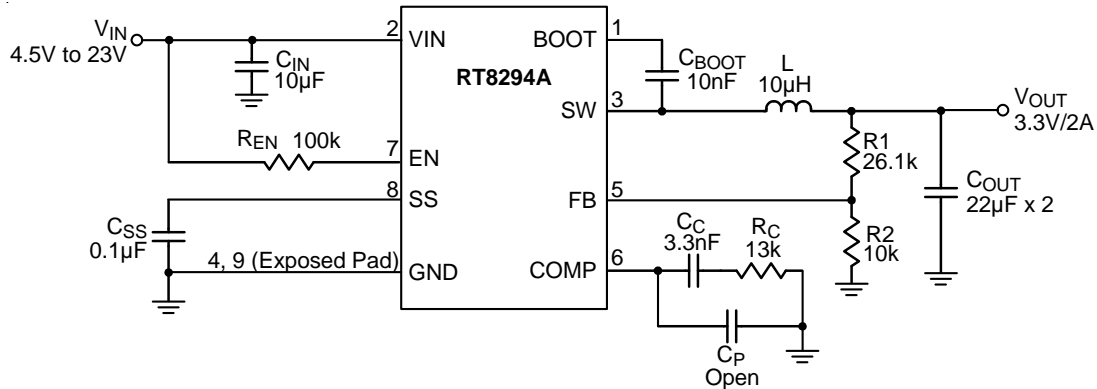 VIN
4.5V to 23V
CIN
10µF
REN 100k
2
VIN
7
EN
8
SS
CSS
0.1µF
4, 9 (Exposed Pad)
GND
RT8294A
BOOT
1
CBOOT
10nF
SW
3
L
10µH
VOUT
3.3V/2A
R1
26.1k
COUT
22µF x 2
FB
5
R2
10k
COMP
6
CC
3.3nF
RC
13k
CP
Open